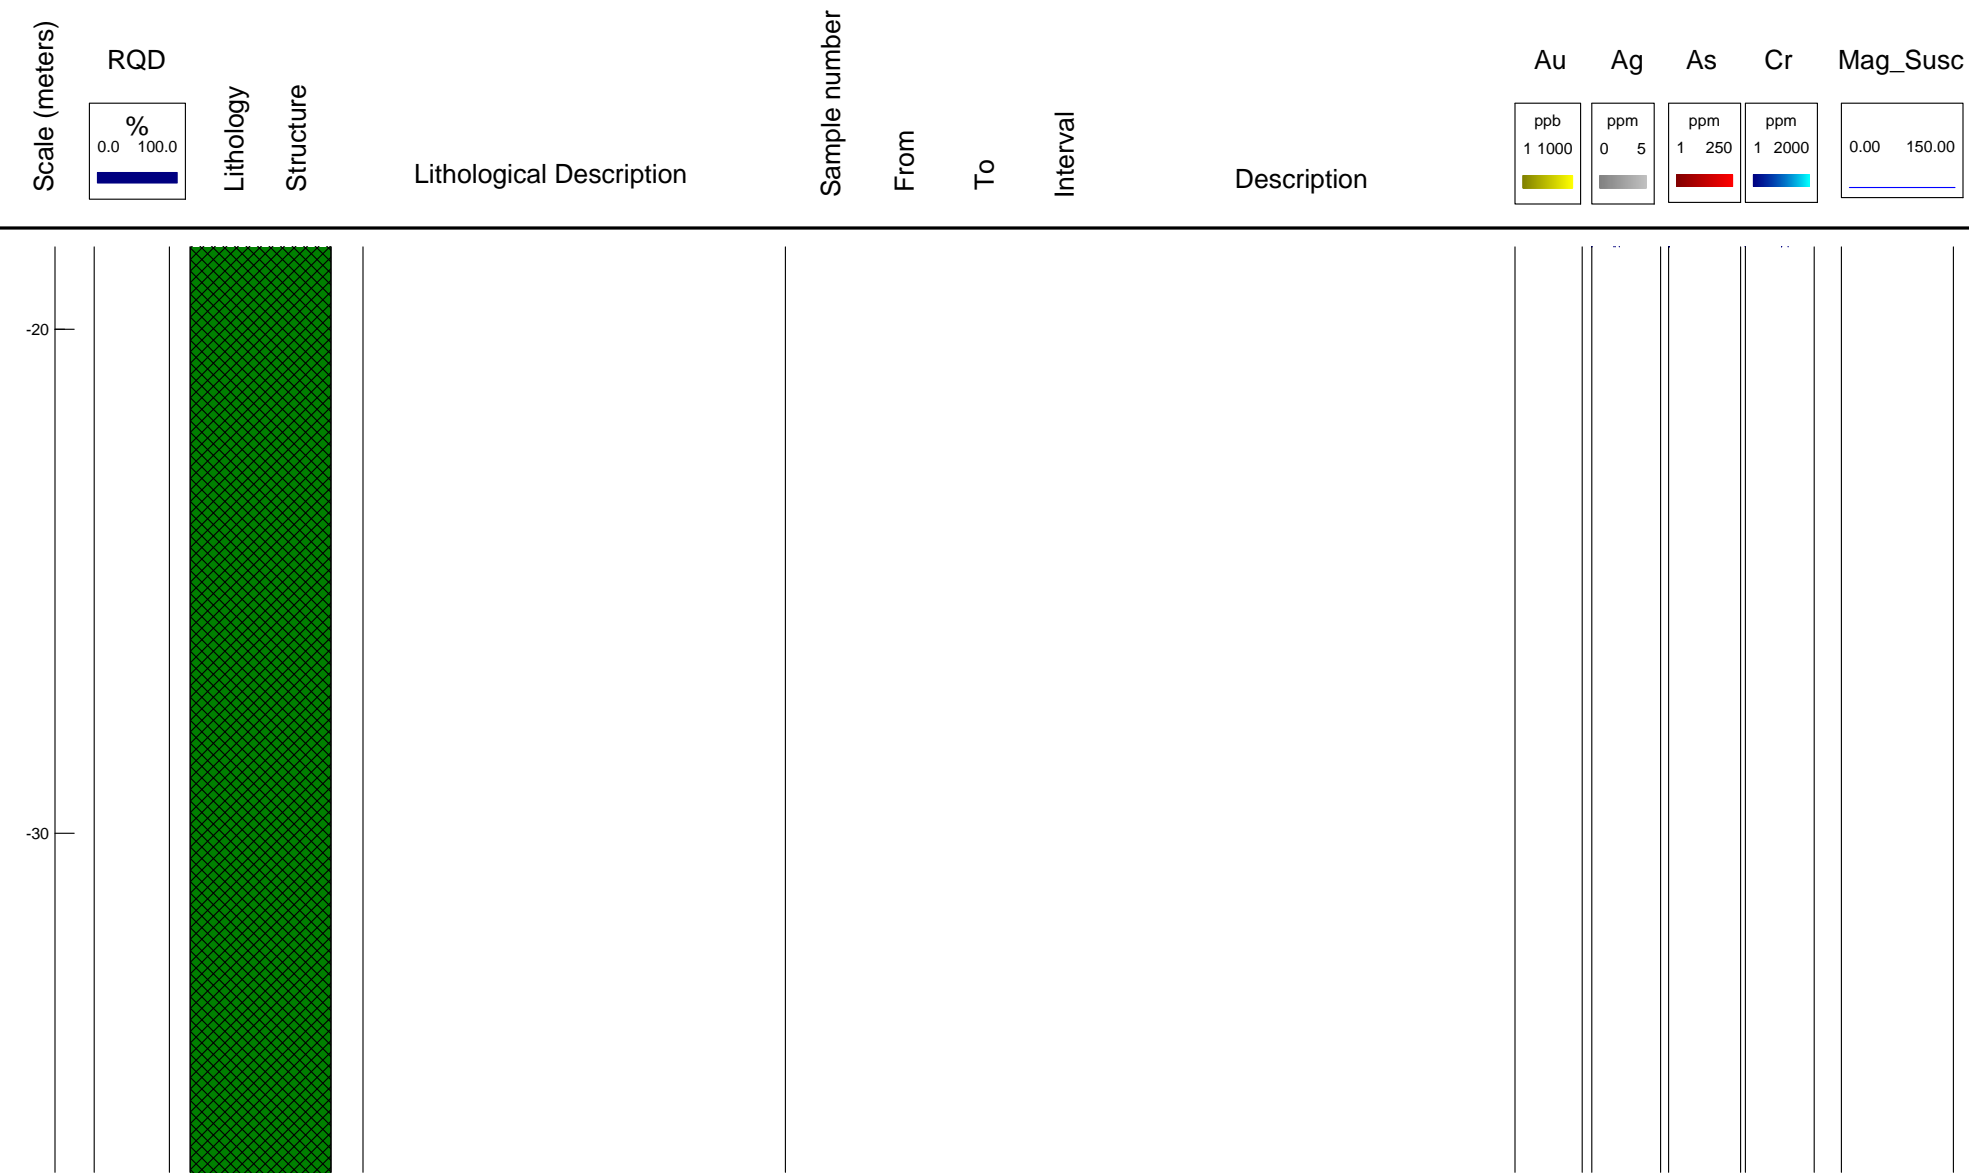 Scale (meters)
RQD
%
0.0 100.0
Lithology
Structure
Lithological Description
Sample number
From
To
Interval
Description
Au
ppb
1 1000
Ag
ppm
0 5
As
ppm
1 250
Cr
ppm
1 2000
Mag_Susc
0.00 150.00
-20
-30